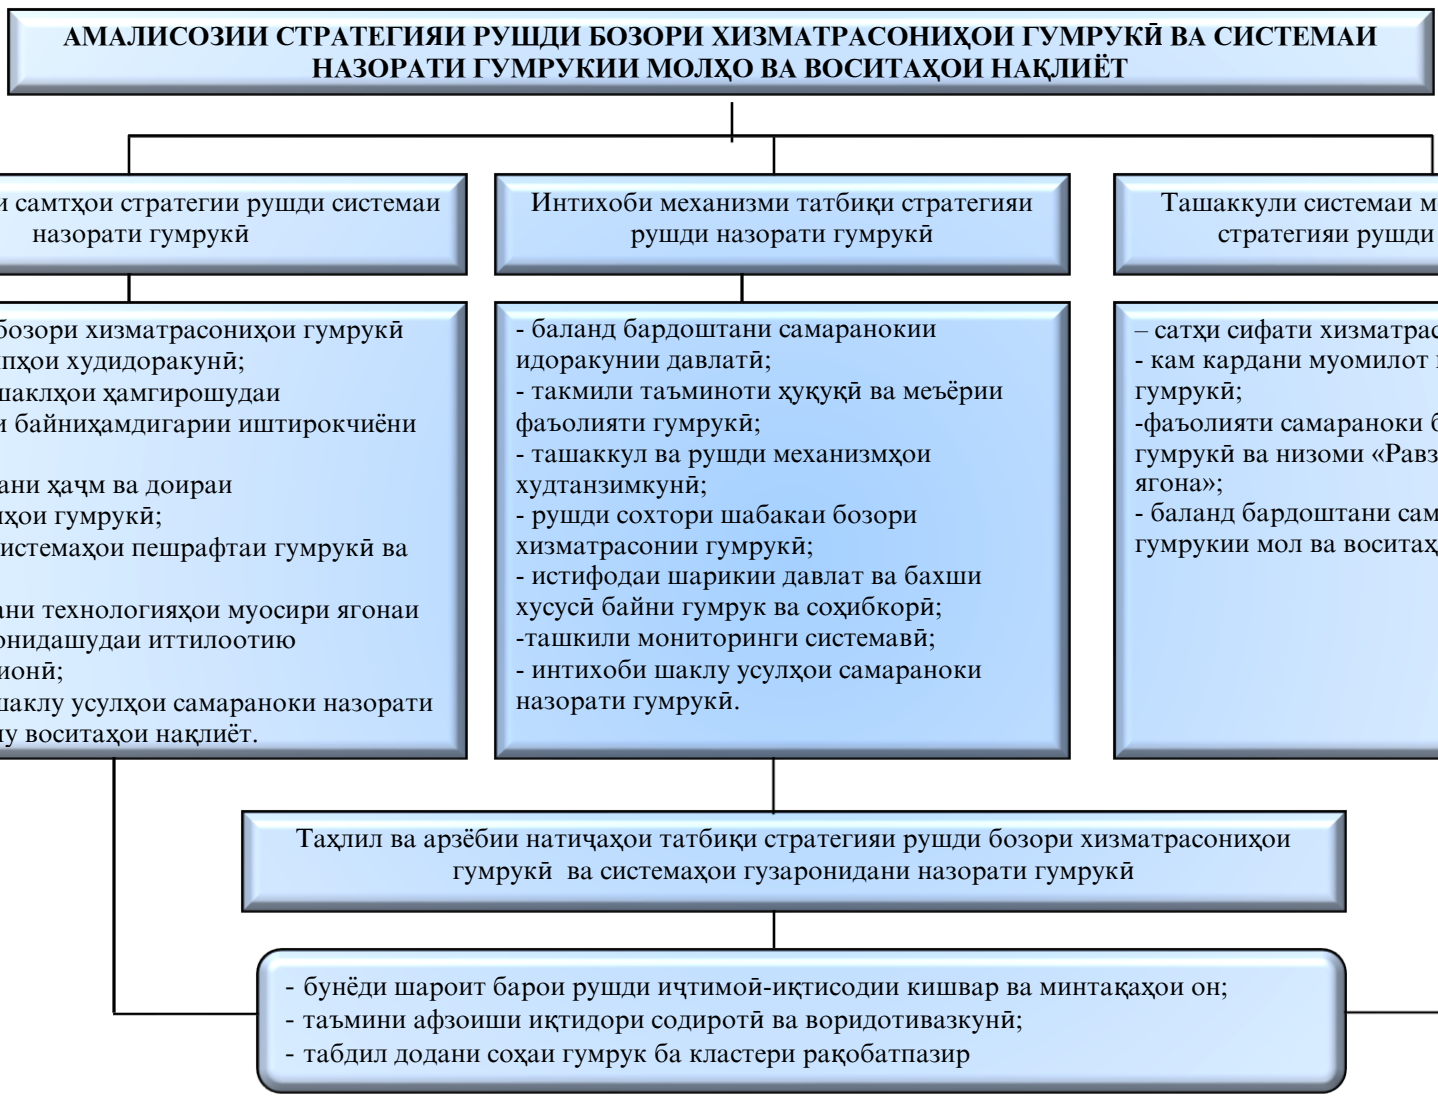 АМАЛИСОЗИИ СТРАТЕГИЯИ РУШДИ БОЗОРИ ХИЗМАТРАСОНИҲОИ ГУМРУКӢ ВА СИСТЕМАИ
НАЗОРАТИ ГУМРУКИИ МОЛҲО ВА ВОСИТАҲОИ НАҚЛИЁТ
и самтҳои стратегии рушди системаи
назорати гумрукӣ
Интихоби механизми татбиқи стратегияи
рушди назорати гумрукӣ
Ташаккули системаи
стратегияи рушди
бозори хизматрасониҳои гумрукӣ
худидоракунӣ;
шаклҳои ҳамгирошудаи
и байниҳамдигарии иштирокчиёни
ҳаҷм ва доираи
гумрукӣ;
системаҳои пешрафтаи гумрукӣ ва
технологияҳои муосири ягонаи
иттилоотию
шаклу усулҳои самараноки назорати
воситаҳои нақлиёт.
- баланд бардоштани самаранокии
идоракунии давлатӣ;
- такмили таъминоти ҳуқуқӣ ва меъёрии
фаъолияти гумрукӣ;
- ташаккул ва рушди механизмҳои
худтанзимкунӣ;
- рушди сохтори шабакаи бозори
хизматрасонии гумрукӣ;
- истифодаи шарикии давлат ва бахши
хусусӣ байни гумрук ва соҳибкорӣ;
-ташкили мониторинги системавӣ;
- интихоби шаклу усулҳои самараноки
назорати гумрукӣ.
– сатҳи сифати
- кам кардани муомилот
гумрукӣ;
-фаъолияти самараноки
гумрукӣ ва низоми «Равз
ягона»;
- баланд бардоштани
гумрукии мол ва
Таҳлил ва арзёбии натиҷаҳои татбиқи стратегияи рушди бозори хизматрасониҳои
гумрукӣ ва системаҳои гузаронидани назорати гумрукӣ
- бунёди шароит барои рушди иҷтимоӣ-иқтисодии кишвар ва минтақаҳои он;
- таъмини афзоиши иқтидори содиротӣ ва воридотивазкунӣ;
- табдил додани соҳаи гумрук ба кластери рақобатпазир